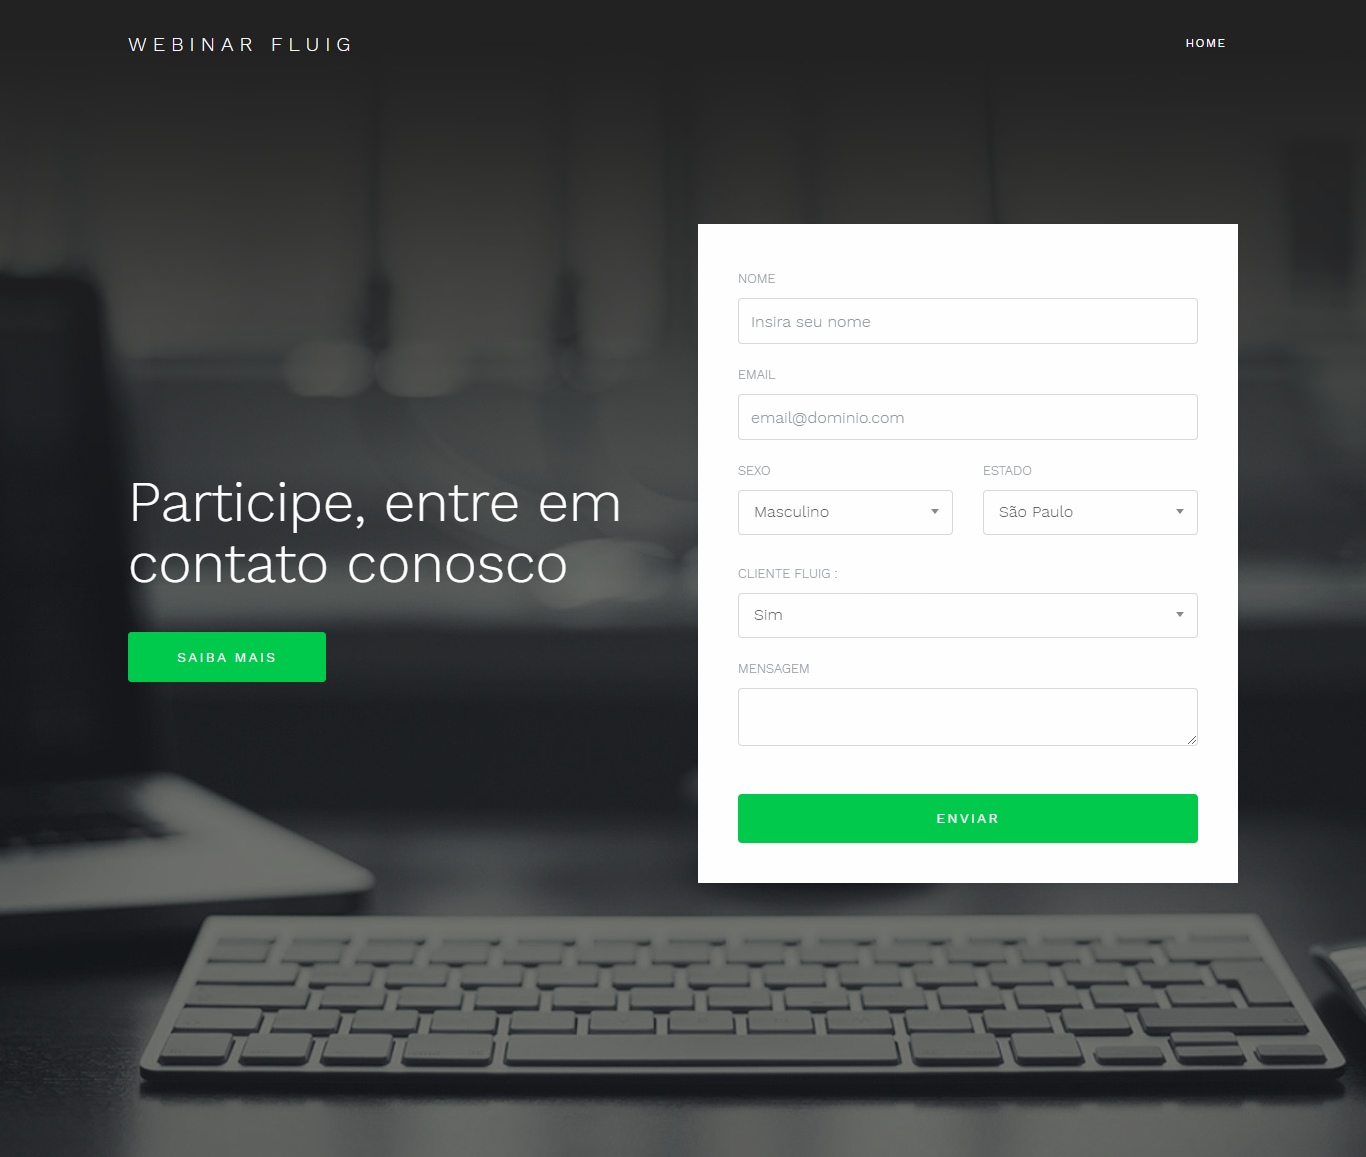 WEBINAR FLUIG
HOME
Participe, entre em
contato conosco
SAIBA MAIS
NOME
Insira seu nome
EMAIL
email@dominio.com
SEXO
ESTADO
Masculino
São Paulo
CLIENTE FLUIG :
Sim
MENSAGEM
ENVIAR